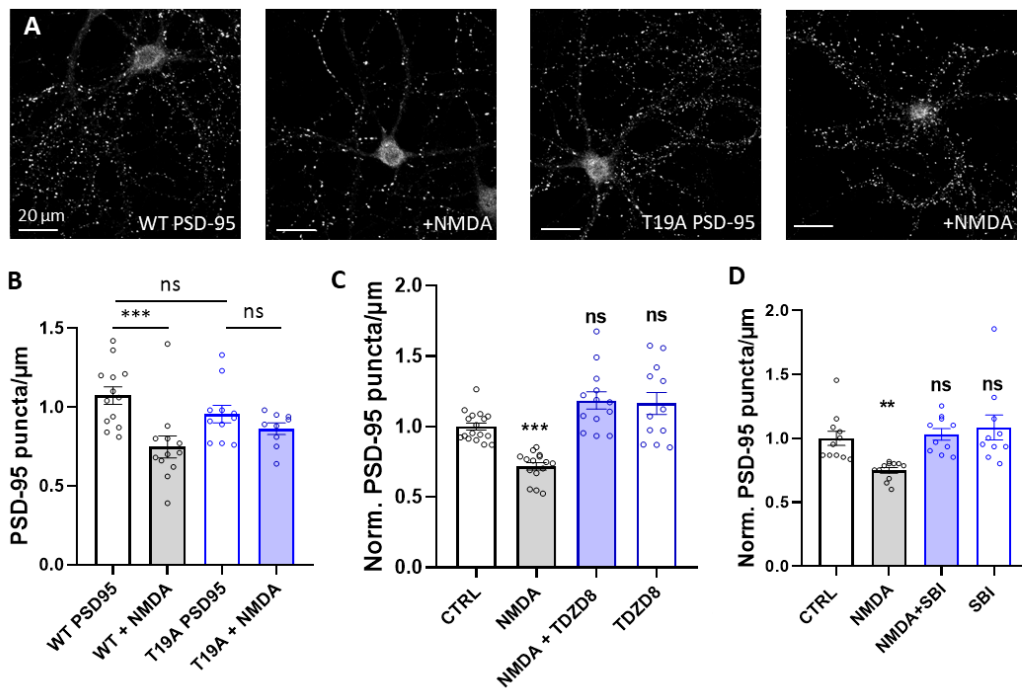 A
20 µm
WT PSD-95
+NMDA
T19A PSD-95
+NMDA
B
ns
***
ns
PSD-95 puncta/µm
1.5
1.0
0.5
0.0
WT PSD95
WT + NMDA
T19A PSD95
T19A + NMDA
C
Norm. PSD-95 puncta/µm
2.0
1.5
1.0
0.5
0.0
***
ns
ns
CTRL
NMDA
NMDA + TDZD8
TDZD8
D
Norm. PSD-95 puncta/µm
2.0
1.5
1.0
0.5
0.0
**
ns
ns
CTRL
NMDA
NMDA+SBI
SBI